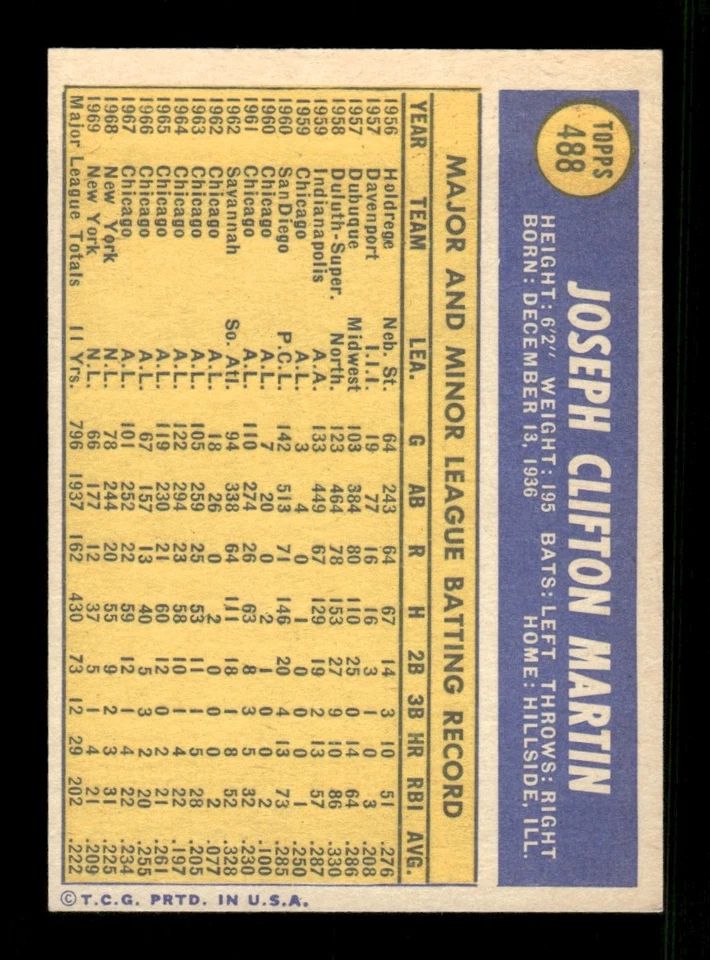 TOPPS
488
JOSEPH CLIFTON MARTIN
HEIGHT: 6'2" WEIGHT: 195 BATS: LEFT THROWS: RIGHT
BORN: DECEMBER 13, 1936 HOME: HILLSIDE, ILL.
MAJOR AND MINOR LEAGUE BATTING RECORD
YEAR TEAM LEA. G AB R H 2B 3B HR RBI AVG.
1956 Holdrege Neb. St. 64 243 64 67 14 3 10 51 .276
1957 Davenport I.I.I. 19 77 16 16 3 1 0 3 .208
1957 Dubuque Midwest 103 384 80 110 25 0 14 64 .286
1958 Duluth-Super. North. 123 464 78 153 27 9 10 86 .330
1959 Indianapolis A.A. 133 449 67 129 19 2 13 57 .287
1959 Chicago A.L. 3 4 0 1 0 0 0 1 .250
1960 SanDiego P.C.L. 142 513 71 146 20 4 13 73 .285
1960 Chicago A.L. 7 20 0 2 1 0 0 2 .100
1961 Chicago A.L. 110 274 26 63 8 3 5 32 .230
1962 Savannah So. Atl. 94 338 64 111 18 1 8 52 .328
1962 Chicago A.L. 18 26 0 2 0 0 0 2 .077
1963 Chicago A.L. 105 259 25 53 11 1 5 28 .205
1964 Chicago A.L. 122 294 23 58 10 1 4 22 .197
1965 Chicago A.L. 119 230 21 60 12 0 2 21 .261
1966 Chicago A.L. 67 157 13 40 5 3 2 20 .255
1967 Chicago A.L. 101 252 22 59 12 1 4 22 .234
1968 New York N.L. 78 244 20 55 9 2 3 31 .225
1969 New York N.L. 66 177 12 37 5 1 4 21 .209
Major League Totals 11 Yrs. 796 1937 162 430 73 12 29 202 .222
© T.C.G. PRTD. IN U.S.A.